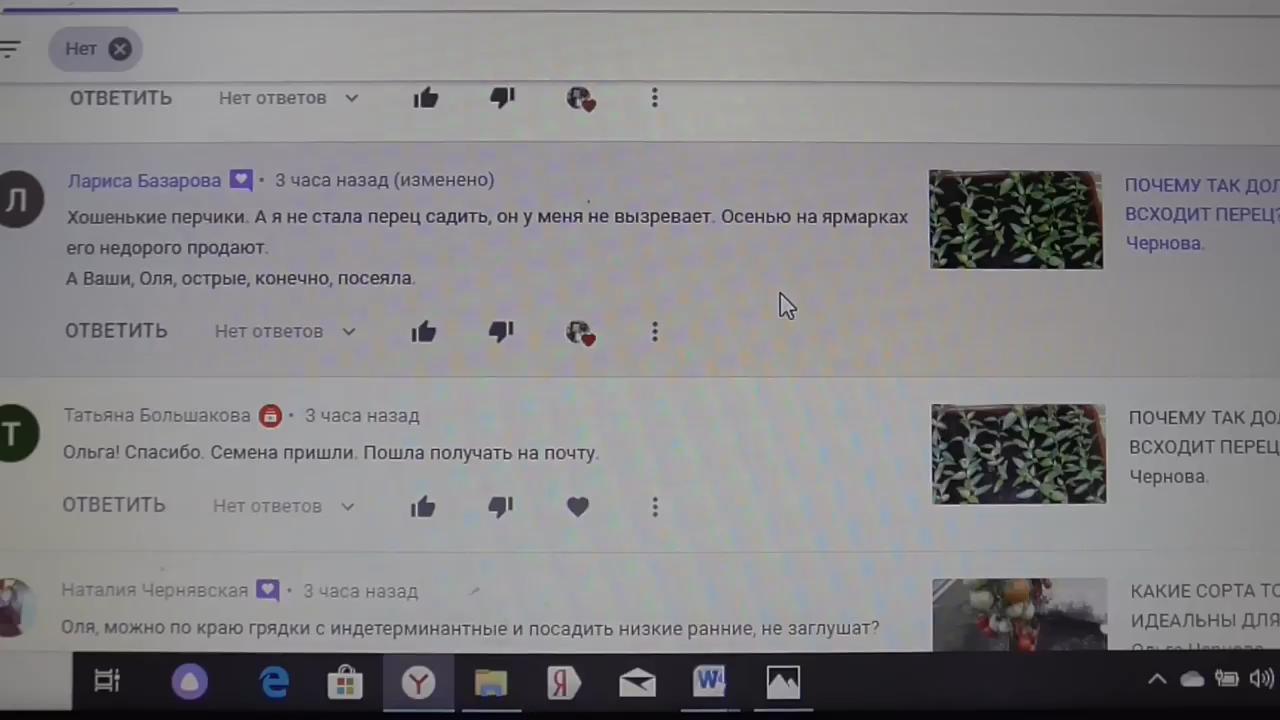 Нет
ОТВЕТИТЬ Нет ответов
Л
Лариса Базарова • 3 часа назад (изменено)
Хошенькие перчики. А я не стала перец садить, он у меня не вызревает. Осенью на ярмарках
его недорого продают.
А Ваши, Оля, острые, конечно, посеяла.
ПОЧЕМУ ТАК ДОЛ
ВСХОДИТ ПЕРЕЦ?
Чернова.
ОТВЕТИТЬ Нет ответов
Т
Татьяна Большакова • 3 часа назад
Ольга! Спасибо. Семена пришли. Пошла получать на почту.
ПОЧЕМУ ТАК ДОЛ
ВСХОДИТ ПЕРЕЦ
Чернова.
ОТВЕТИТЬ Нет ответов
Наталия Чернявская • 3 часа назад
Оля, можно по краю грядки с индетерминантные и посадить низкие ранние, не заглушат?
КАКИЕ СОРТА ТО
ИДЕАЛЬНЫ ДЛЯ
Ольга Чернова
Y Я W